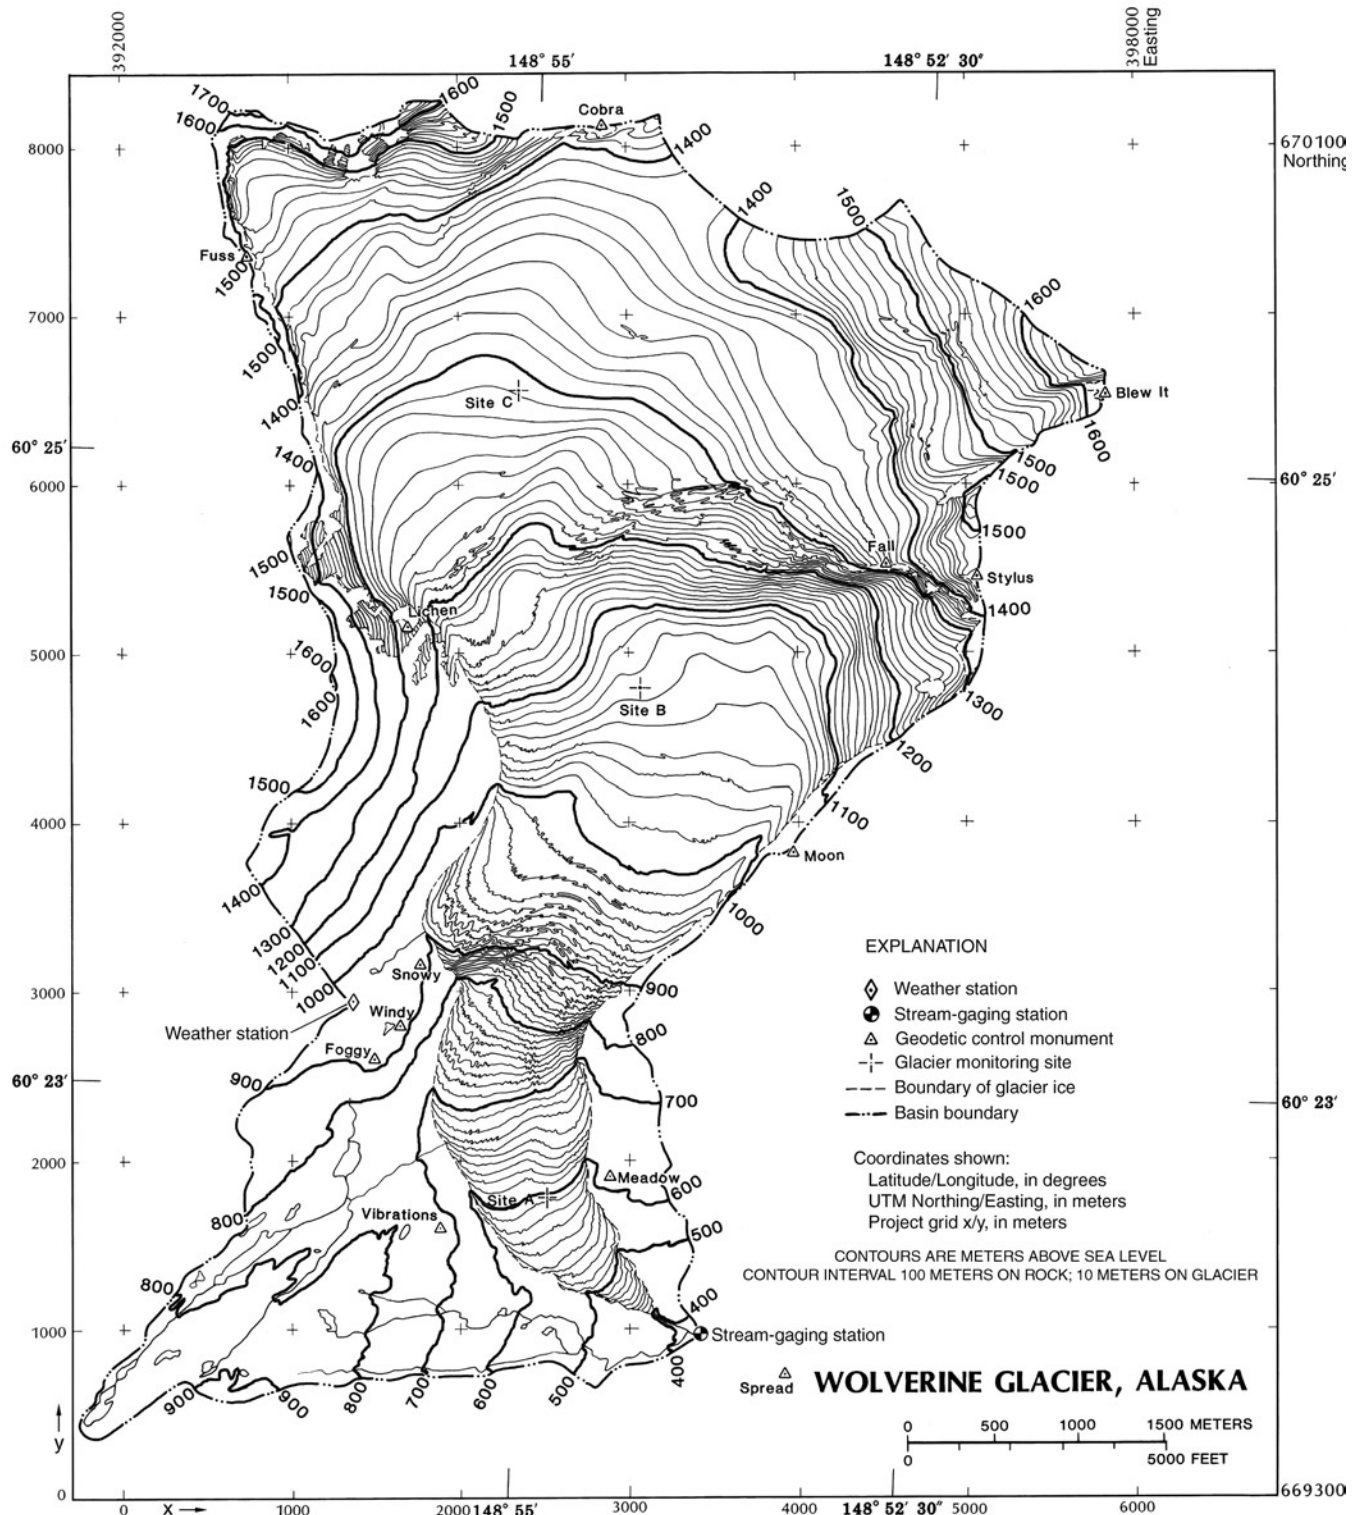 392000
398000
Easting
148° 55′
148° 52′ 30″
1700
1600
1600
1500
Cobra
1400
8000
670100
Northing
1400
1500
Fuss
1500
1600
7000
1500
Site C
1400
Blew It
1600
60° 25′
1400
1500
1500
60° 25′
6000
1500
1500
Fall
Stylus
1500
1400
Lichen
5000
1600
1600
Site B
1300
1200
1500
1100
4000
Moon
1400
1000
1300
1200
1100
1000
EXPLANATION
Snowy
900
Weather station
3000
Weather station
Windy
Stream-gaging station
800
Foggy
Geodetic control monument
Glacier monitoring site
60° 23′
900
Boundary of glacier ice
700
60° 23′
Basin boundary
2000
Coordinates shown:
Meadow
Latitude/Longitude, in degrees
Site A
600
UTM Northing/Easting, in meters
Vibrations
800
Project grid x/y, in meters
500
CONTOURS ARE METERS ABOVE SEA LEVEL
800
CONTOUR INTERVAL 100 METERS ON ROCK; 10 METERS ON GLACIER
400
1000
Stream-gaging station
400
Spread
WOLVERINE GLACIER, ALASKA
900
900
800
700
600
500
0 500 1000 1500 METERS
0 5000 FEET
y
0
669300
x
0 1000 2000 148° 55′ 3000 4000 148° 52′ 30″ 5000 6000